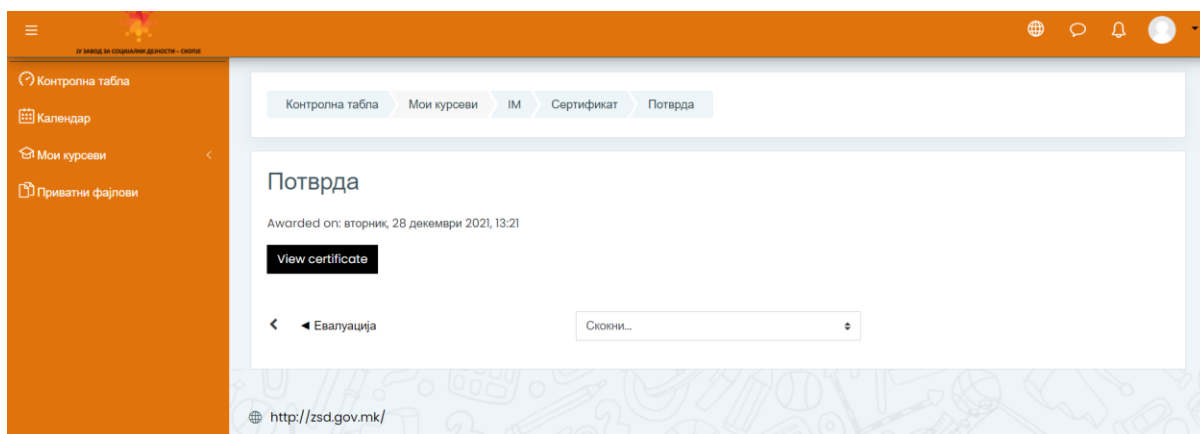 ЈУ ЗАВОД ЗА СОЦИЈАЛНИ ДЕЈНОСТИ – СКОПЈЕ
Контролна табла
Календар
Мои курсеви
Приватни фајлови
Контролна табла Мои курсеви IM Сертификат Потврда
Потврда
Awarded on: вторник, 28 декември 2021, 13:21
View certificate
◄ Евалуација
Скокни...
http://zsd.gov.mk/